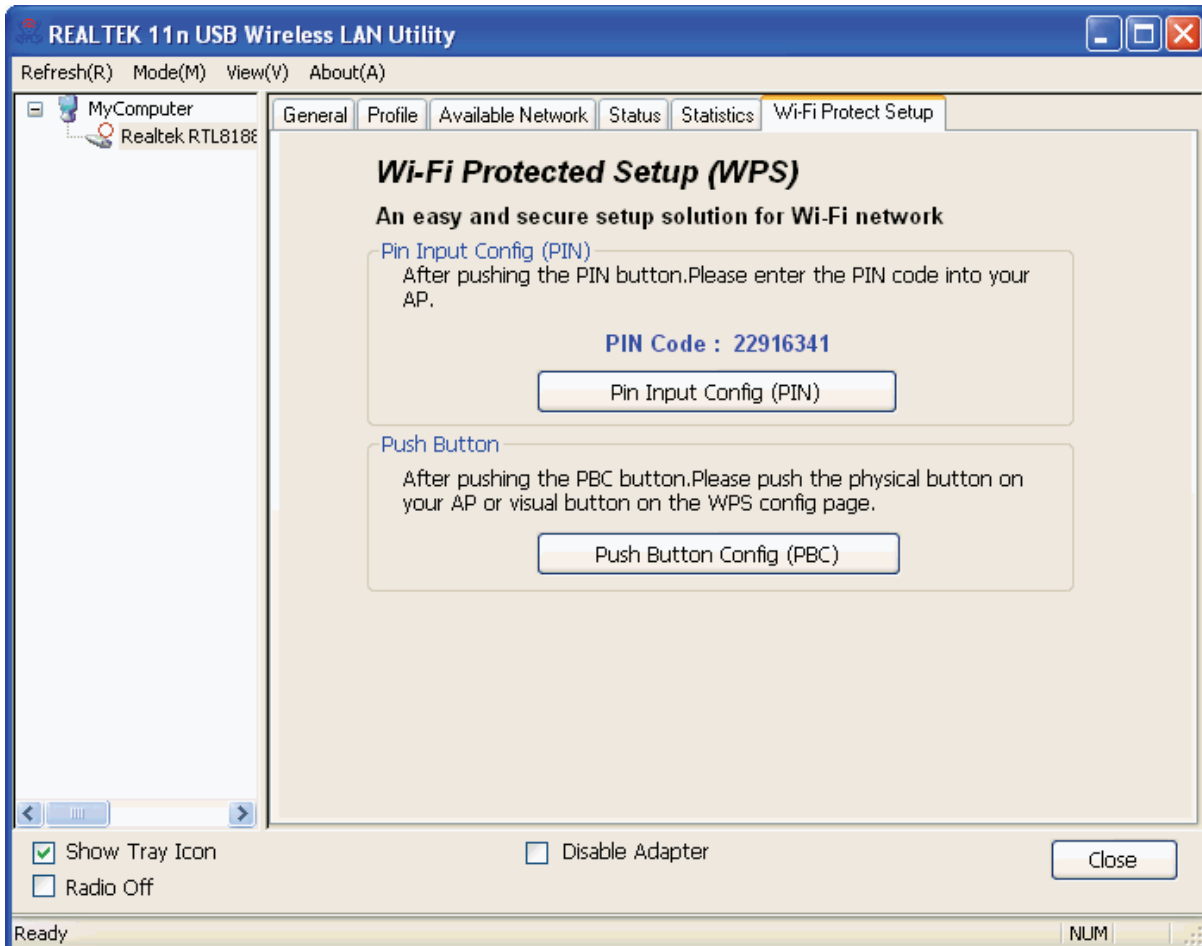 REALTEK 11n USB Wireless LAN Utility
Refresh(R) Mode(M) View(V) About(A)
MyComputer
Realtek RTL8188
General Profile Available Network Status Statistics Wi-Fi Protect Setup
Wi-Fi Protected Setup (WPS)
An easy and secure setup solution for Wi-Fi network
Pin Input Config (PIN)
After pushing the PIN button.Please enter the PIN code into your
AP.
PIN Code : 22916341
Pin Input Config (PIN)
Push Button
After pushing the PBC button.Please push the physical button on
your AP or visual button on the WPS config page.
Push Button Config (PBC)
Show Tray Icon
Disable Adapter
Radio Off
Close
Ready
NUM